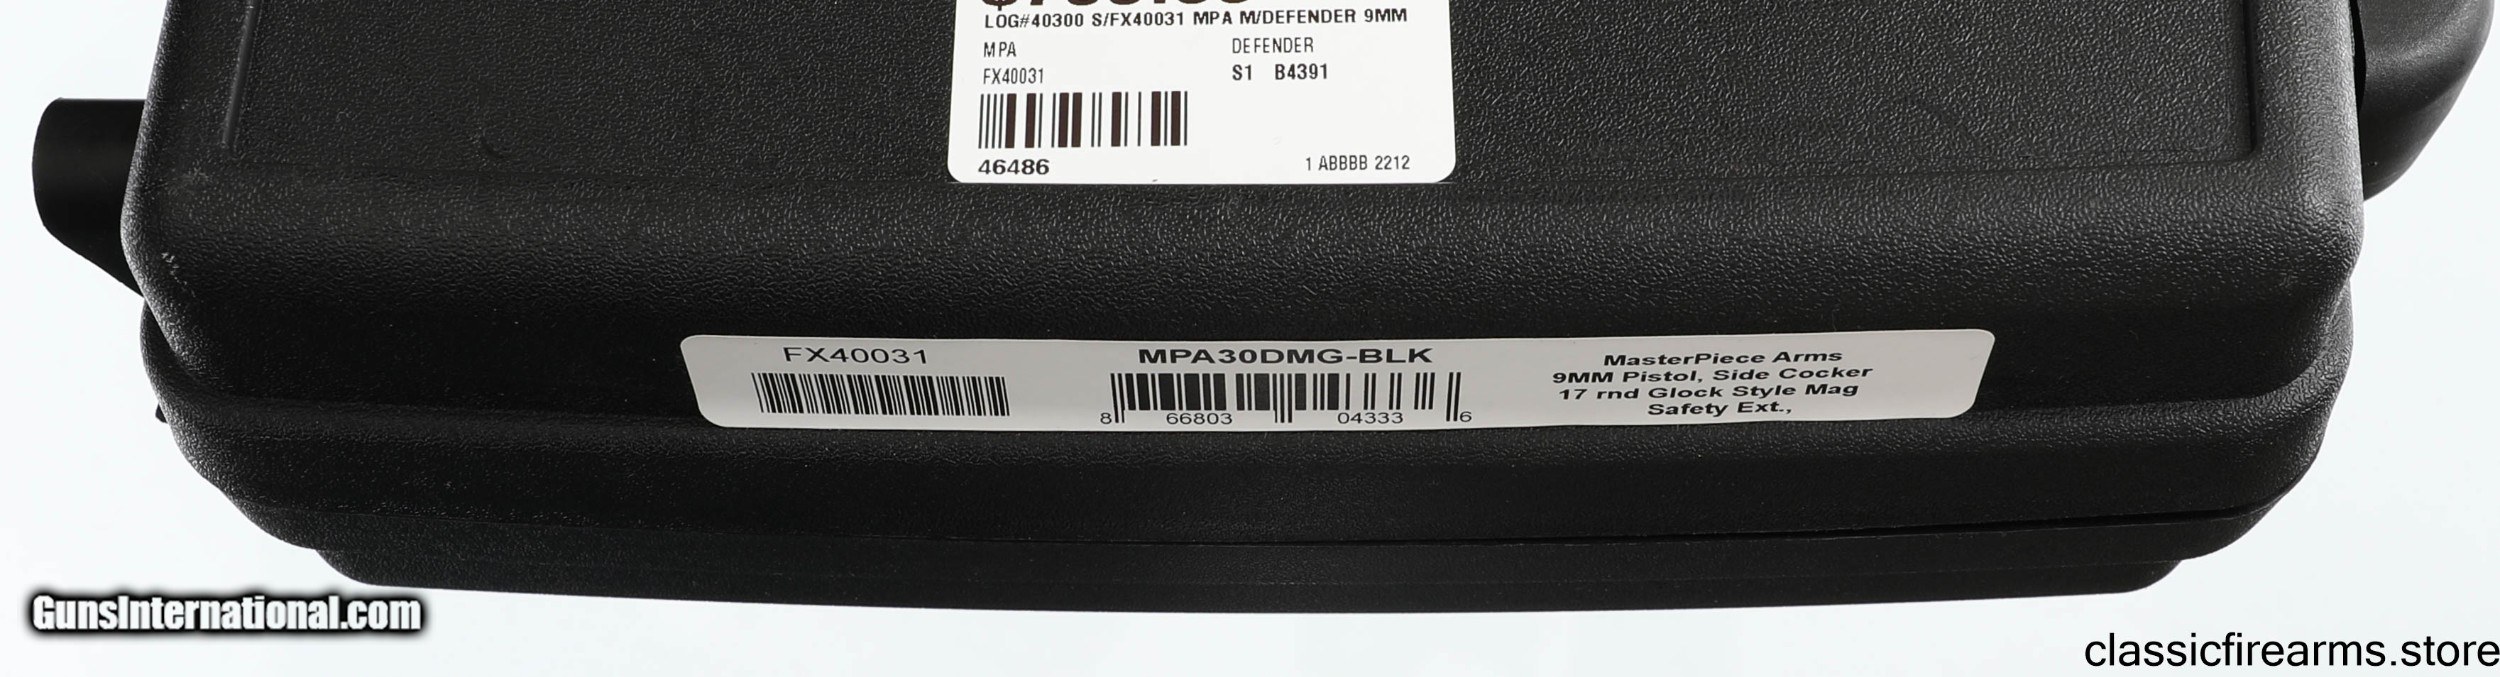 LOG#40300 S/FX40031 MPA M/DEFENDER 9MM
MPA DEFENDER
FX40031 S1 B4391
46486 1 ABBBB 2212
FX40031
MPA30DMG-BLK
8 66803 04333 6
MasterPiece Arms
9MM Pistol, Side Cocker
17 rnd Glock Style Mag
Safety Ext.,
GunsInternational.com
classicfirearms.store